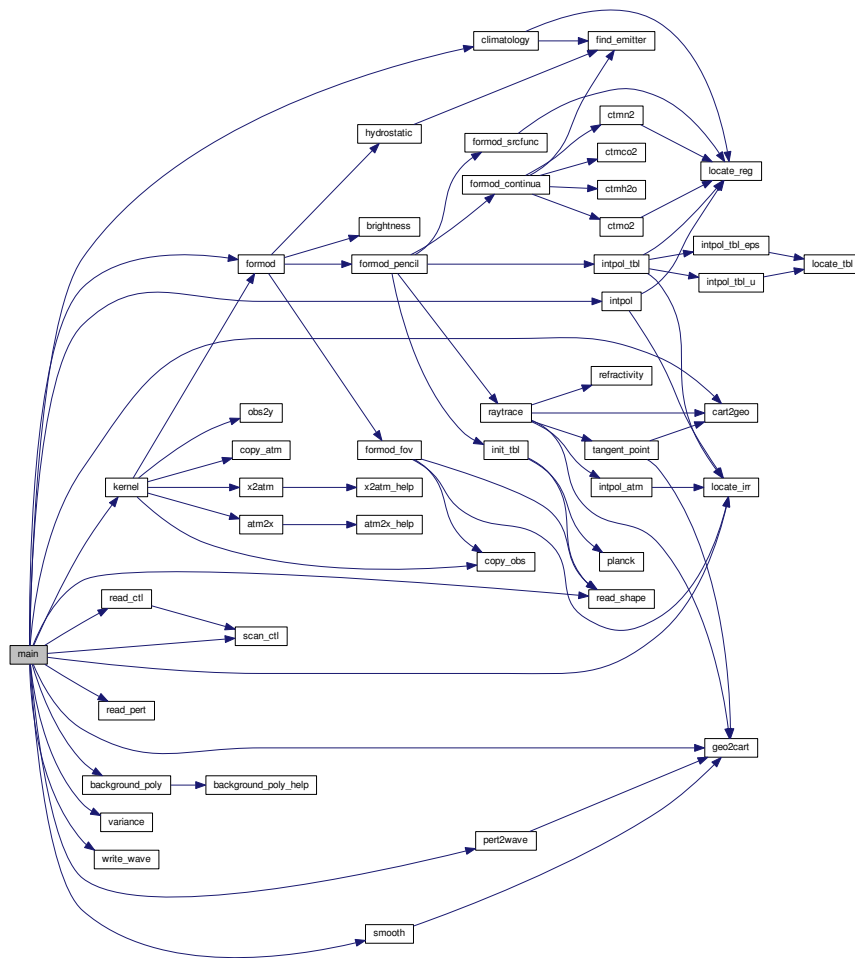 climatology
find_emitter
ctmn2
hydrostatic
formod_srcfunc
ctmco2
locate_reg
formod_continua
ctmh2o
brightness
ctmo2
intpol_tbl_eps
formod
formod_pencil
intpol_tbl
locate_tbl
intpol_tbl_u
intpol
refractivity
obs2y
raytrace
cart2geo
copy_atm
formod_fov
init_tbl
tangent_point
kernel
x2atm
x2atm_help
intpol_atm
locate_irr
atm2x
atm2x_help
copy_obs
planck
read_ctl
read_shape
scan_ctl
main
read_pert
geo2cart
background_poly
background_poly_help
variance
pert2wave
write_wave
smooth